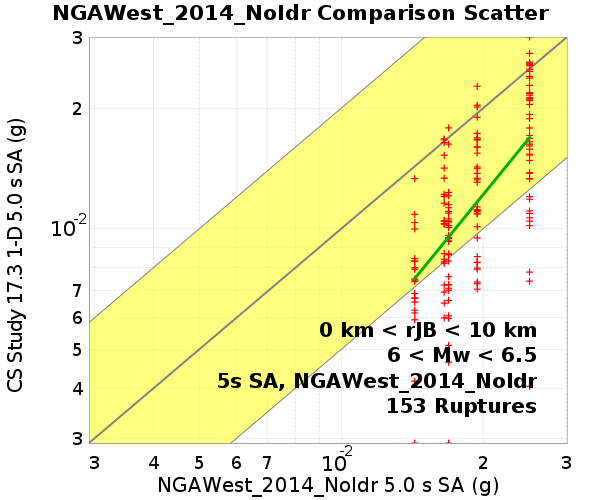 NGAWest_2014_NoIdr Comparison Scatter
CS Study 17.3 1-D 5.0 s SA (g)
3
2
10-2
7
6
5
4
3
0 km < rJB < 10 km
6 < Mw < 6.5
5s SA, NGAWest_2014_NoIdr
153 Ruptures
3 4 5 6 7 10-2 2 3
NGAWest_2014_NoIdr 5.0 s SA (g)